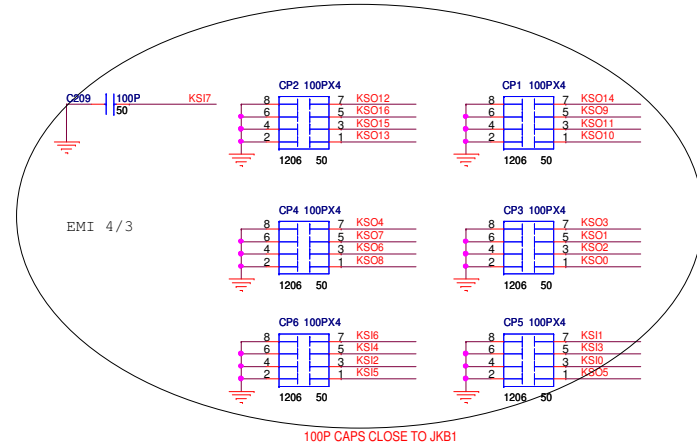 C209 100P KSI7
50
CP2 100PX4
8 7 KSO12
6 5 KSO16
4 3 KSO15
2 1 KSO13
1206 50
CP1 100PX4
8 7 KSO14
6 5 KSO9
4 3 KSO11
2 1 KSO10
1206 50
EMI 4/3
CP4 100PX4
8 7 KSO4
6 5 KSO7
4 3 KSO6
2 1 KSO8
1206 50
CP3 100PX4
8 7 KSO3
6 5 KSO1
4 3 KSO2
2 1 KSO0
1206 50
CP6 100PX4
8 7 KSI6
6 5 KSI4
4 3 KSI2
2 1 KSI5
1206 50
CP5 100PX4
8 7 KSI1
6 5 KSI3
4 3 KSI0
2 1 KSO5
1206 50
100P CAPS CLOSE TO JKB1